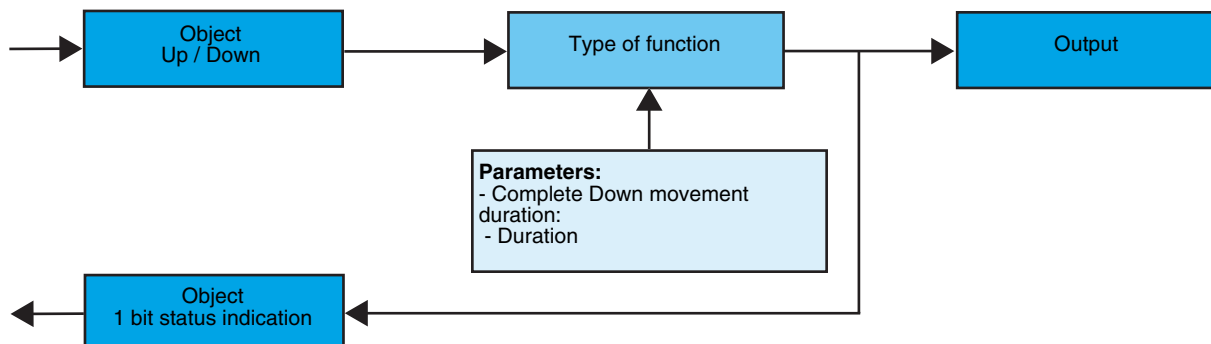 Object
Up / Down
Type of function
Output
Parameters:
- Complete Down movement
duration:
- Duration
Object
1 bit status indication